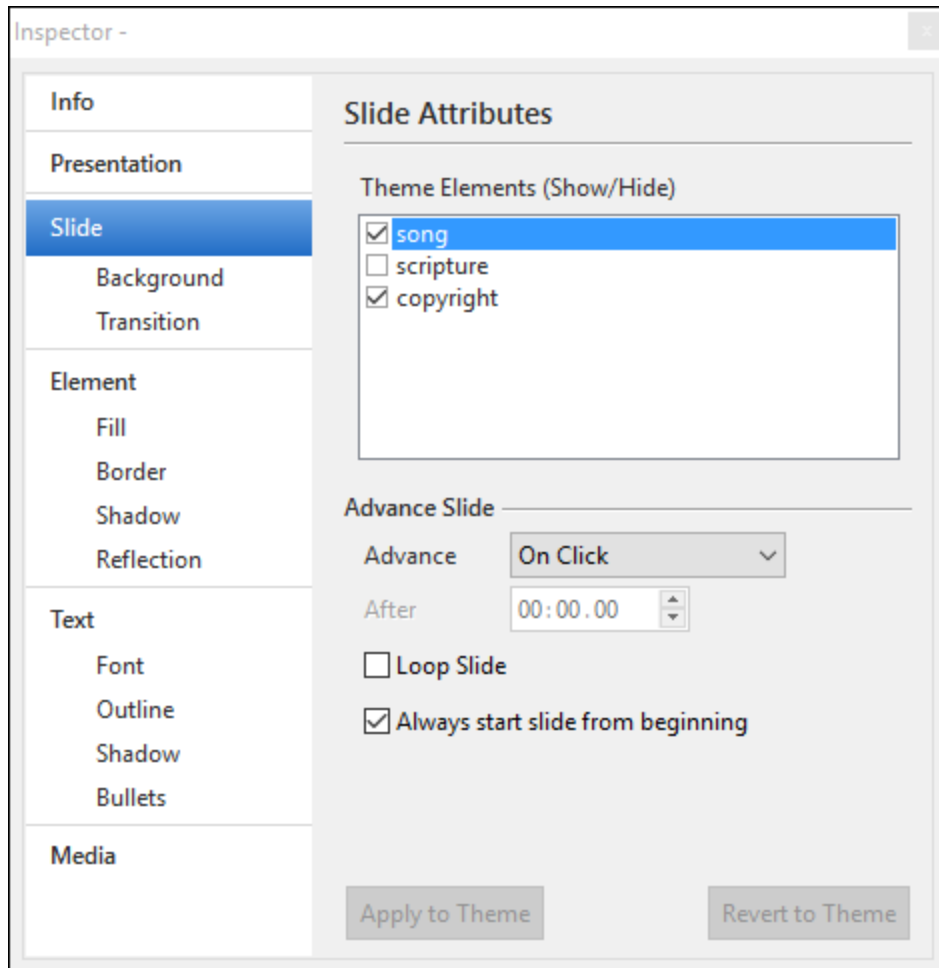 Inspector -
x
Info
Presentation
Slide
Background
Transition
Element
Fill
Border
Shadow
Reflection
Text
Font
Outline
Shadow
Bullets
Media
Slide Attributes
Theme Elements (Show/Hide)
song
scripture
copyright
Advance Slide
Advance On Click
After 00:00.00
Loop Slide
Always start slide from beginning
Apply to Theme Revert to Theme